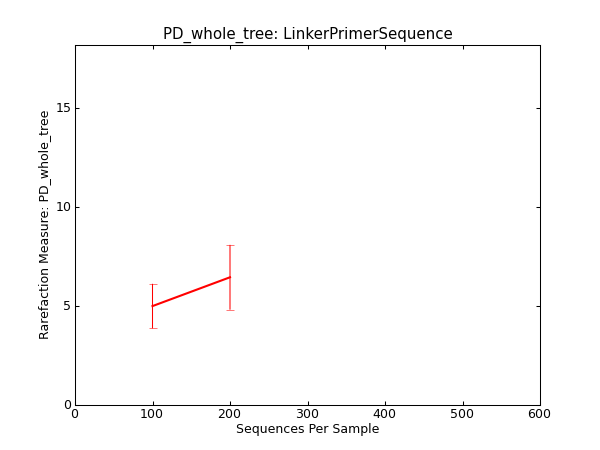 PD_whole_tree: LinkerPrimerSequence
Rarefaction Measure: PD_whole_tree
15
10
5
0
0 100 200 300 400 500 600
Sequences Per Sample